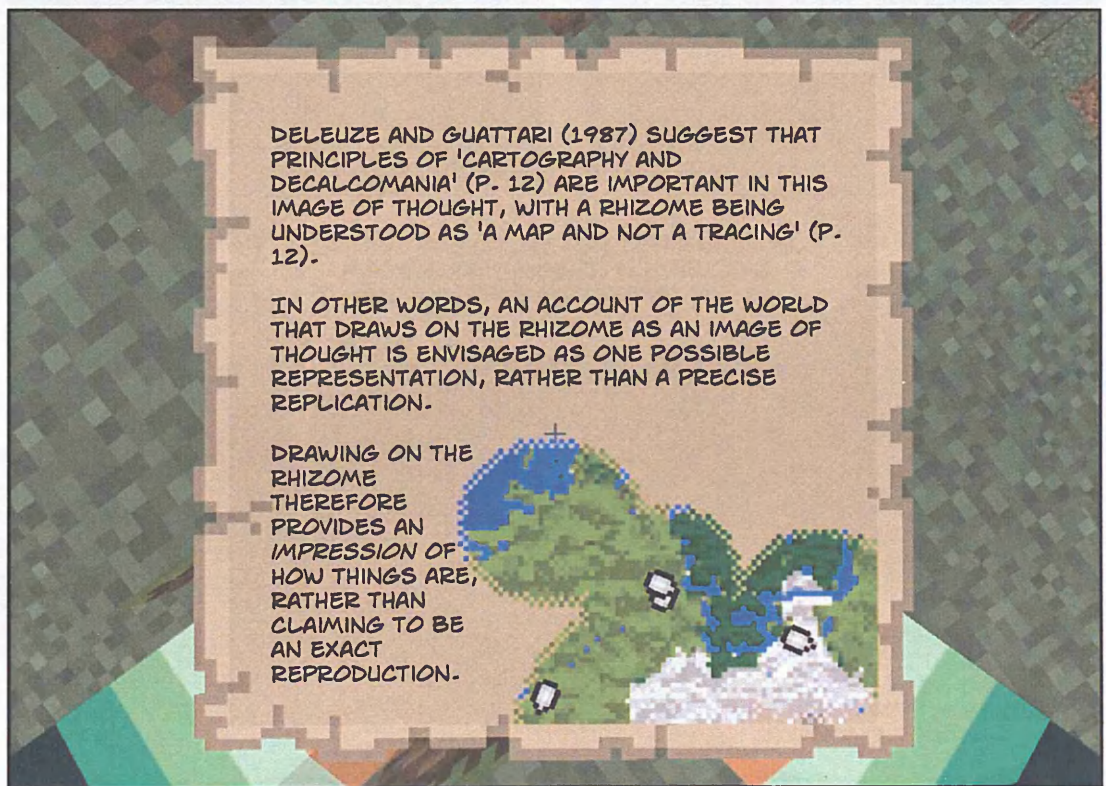 DELEUZE AND GUATTARI (1987) SUGGEST THAT
PRINCIPLES OF 'CARTOGRAPHY AND
DECALCOMANIA' (P. 12) ARE IMPORTANT IN THIS
IMAGE OF THOUGHT, WITH A RHIZOME BEING
UNDERSTOOD AS 'A MAP AND NOT A TRACING' (P.
12).
IN OTHER WORDS, AN ACCOUNT OF THE WORLD
THAT DRAWS ON THE RHIZOME AS AN IMAGE OF
THOUGHT IS ENVISAGED AS ONE POSSIBLE
REPRESENTATION, RATHER THAN A PRECISE
REPLICATION.
DRAWING ON THE
RHIZOME
THEREFORE
PROVIDES AN
IMPRESSION OF
HOW THINGS ARE,
RATHER THAN
CLAIMING TO BE
AN EXACT
REPRODUCTION.